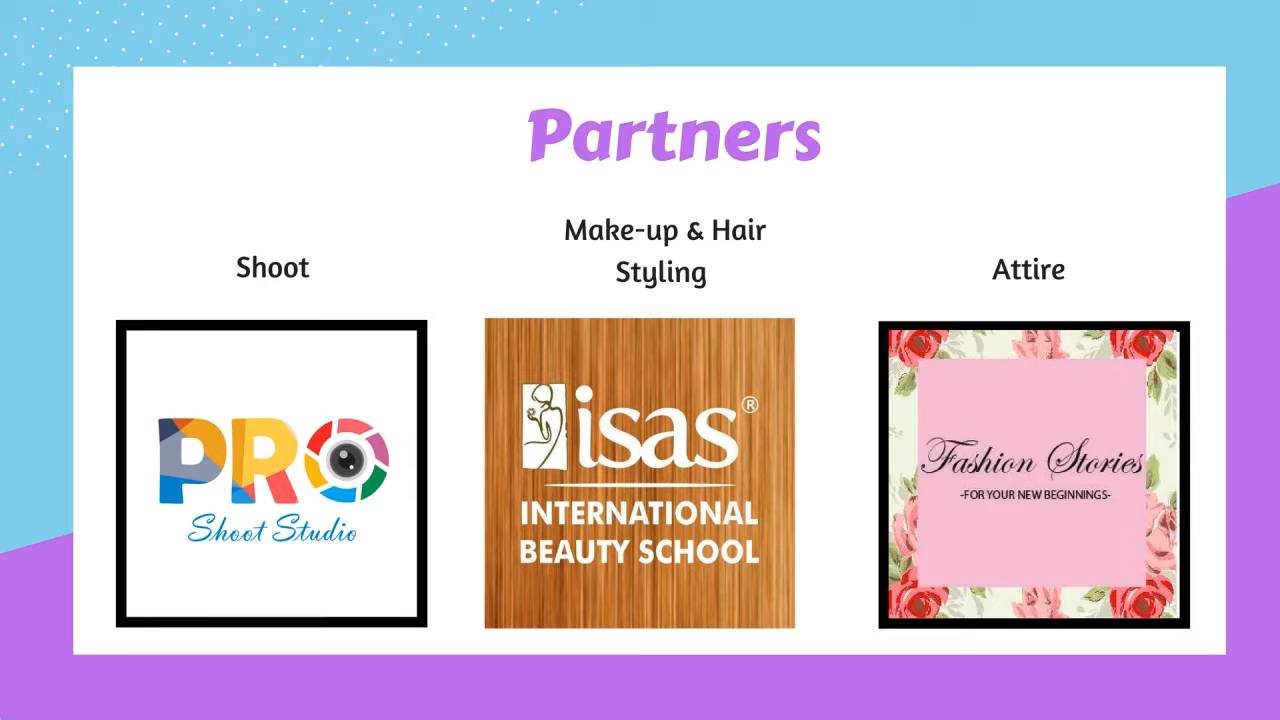 Partners
Shoot
Make-up & Hair
Styling
Attire
PRO
Shoot Studio
isas®
INTERNATIONAL
BEAUTY SCHOOL
Fashion Stories
-FOR YOUR NEW BEGINNINGS-